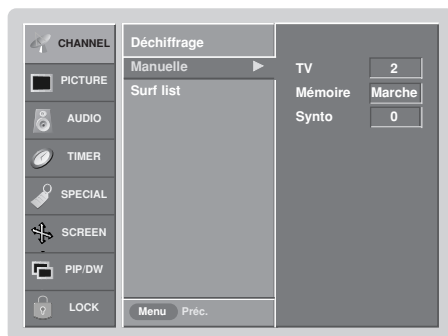 CHANNEL
PICTURE
AUDIO
TIMER
SPECIAL
SCREEN
PIP/DW
LOCK
Déchiffrage
Manuelle
Surf list
Menu Préc.
TV 2
Mémoire Marche
Synto 0